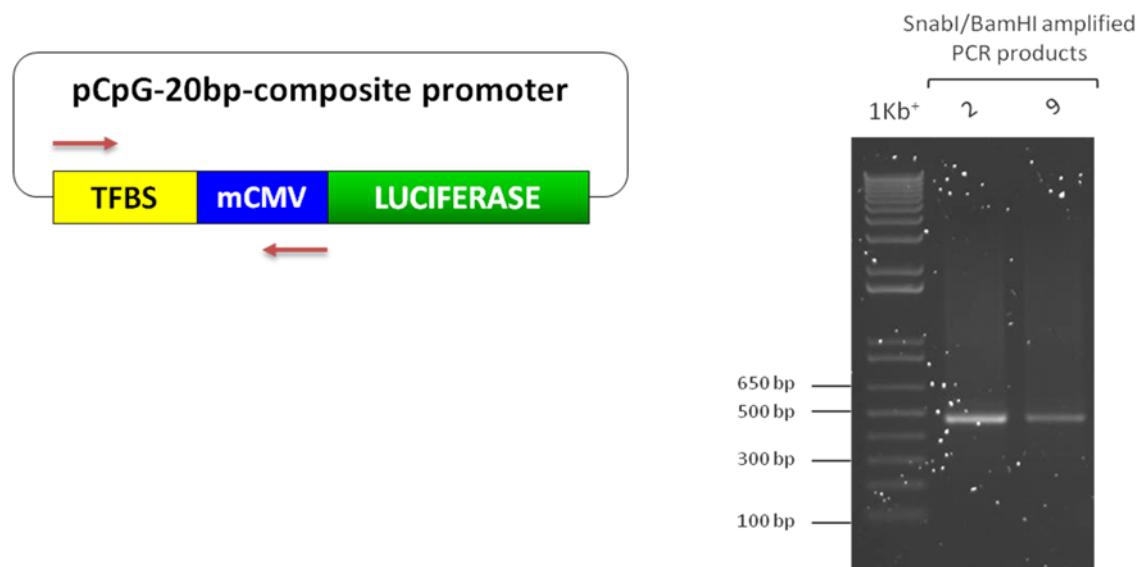 pCpG-20bp-composite promoter
TFBS mCMV LUCIFERASE
SnabI/BamHI amplified
PCR products
1Kb⁺ 2 9
650 bp
500 bp
300 bp
100 bp